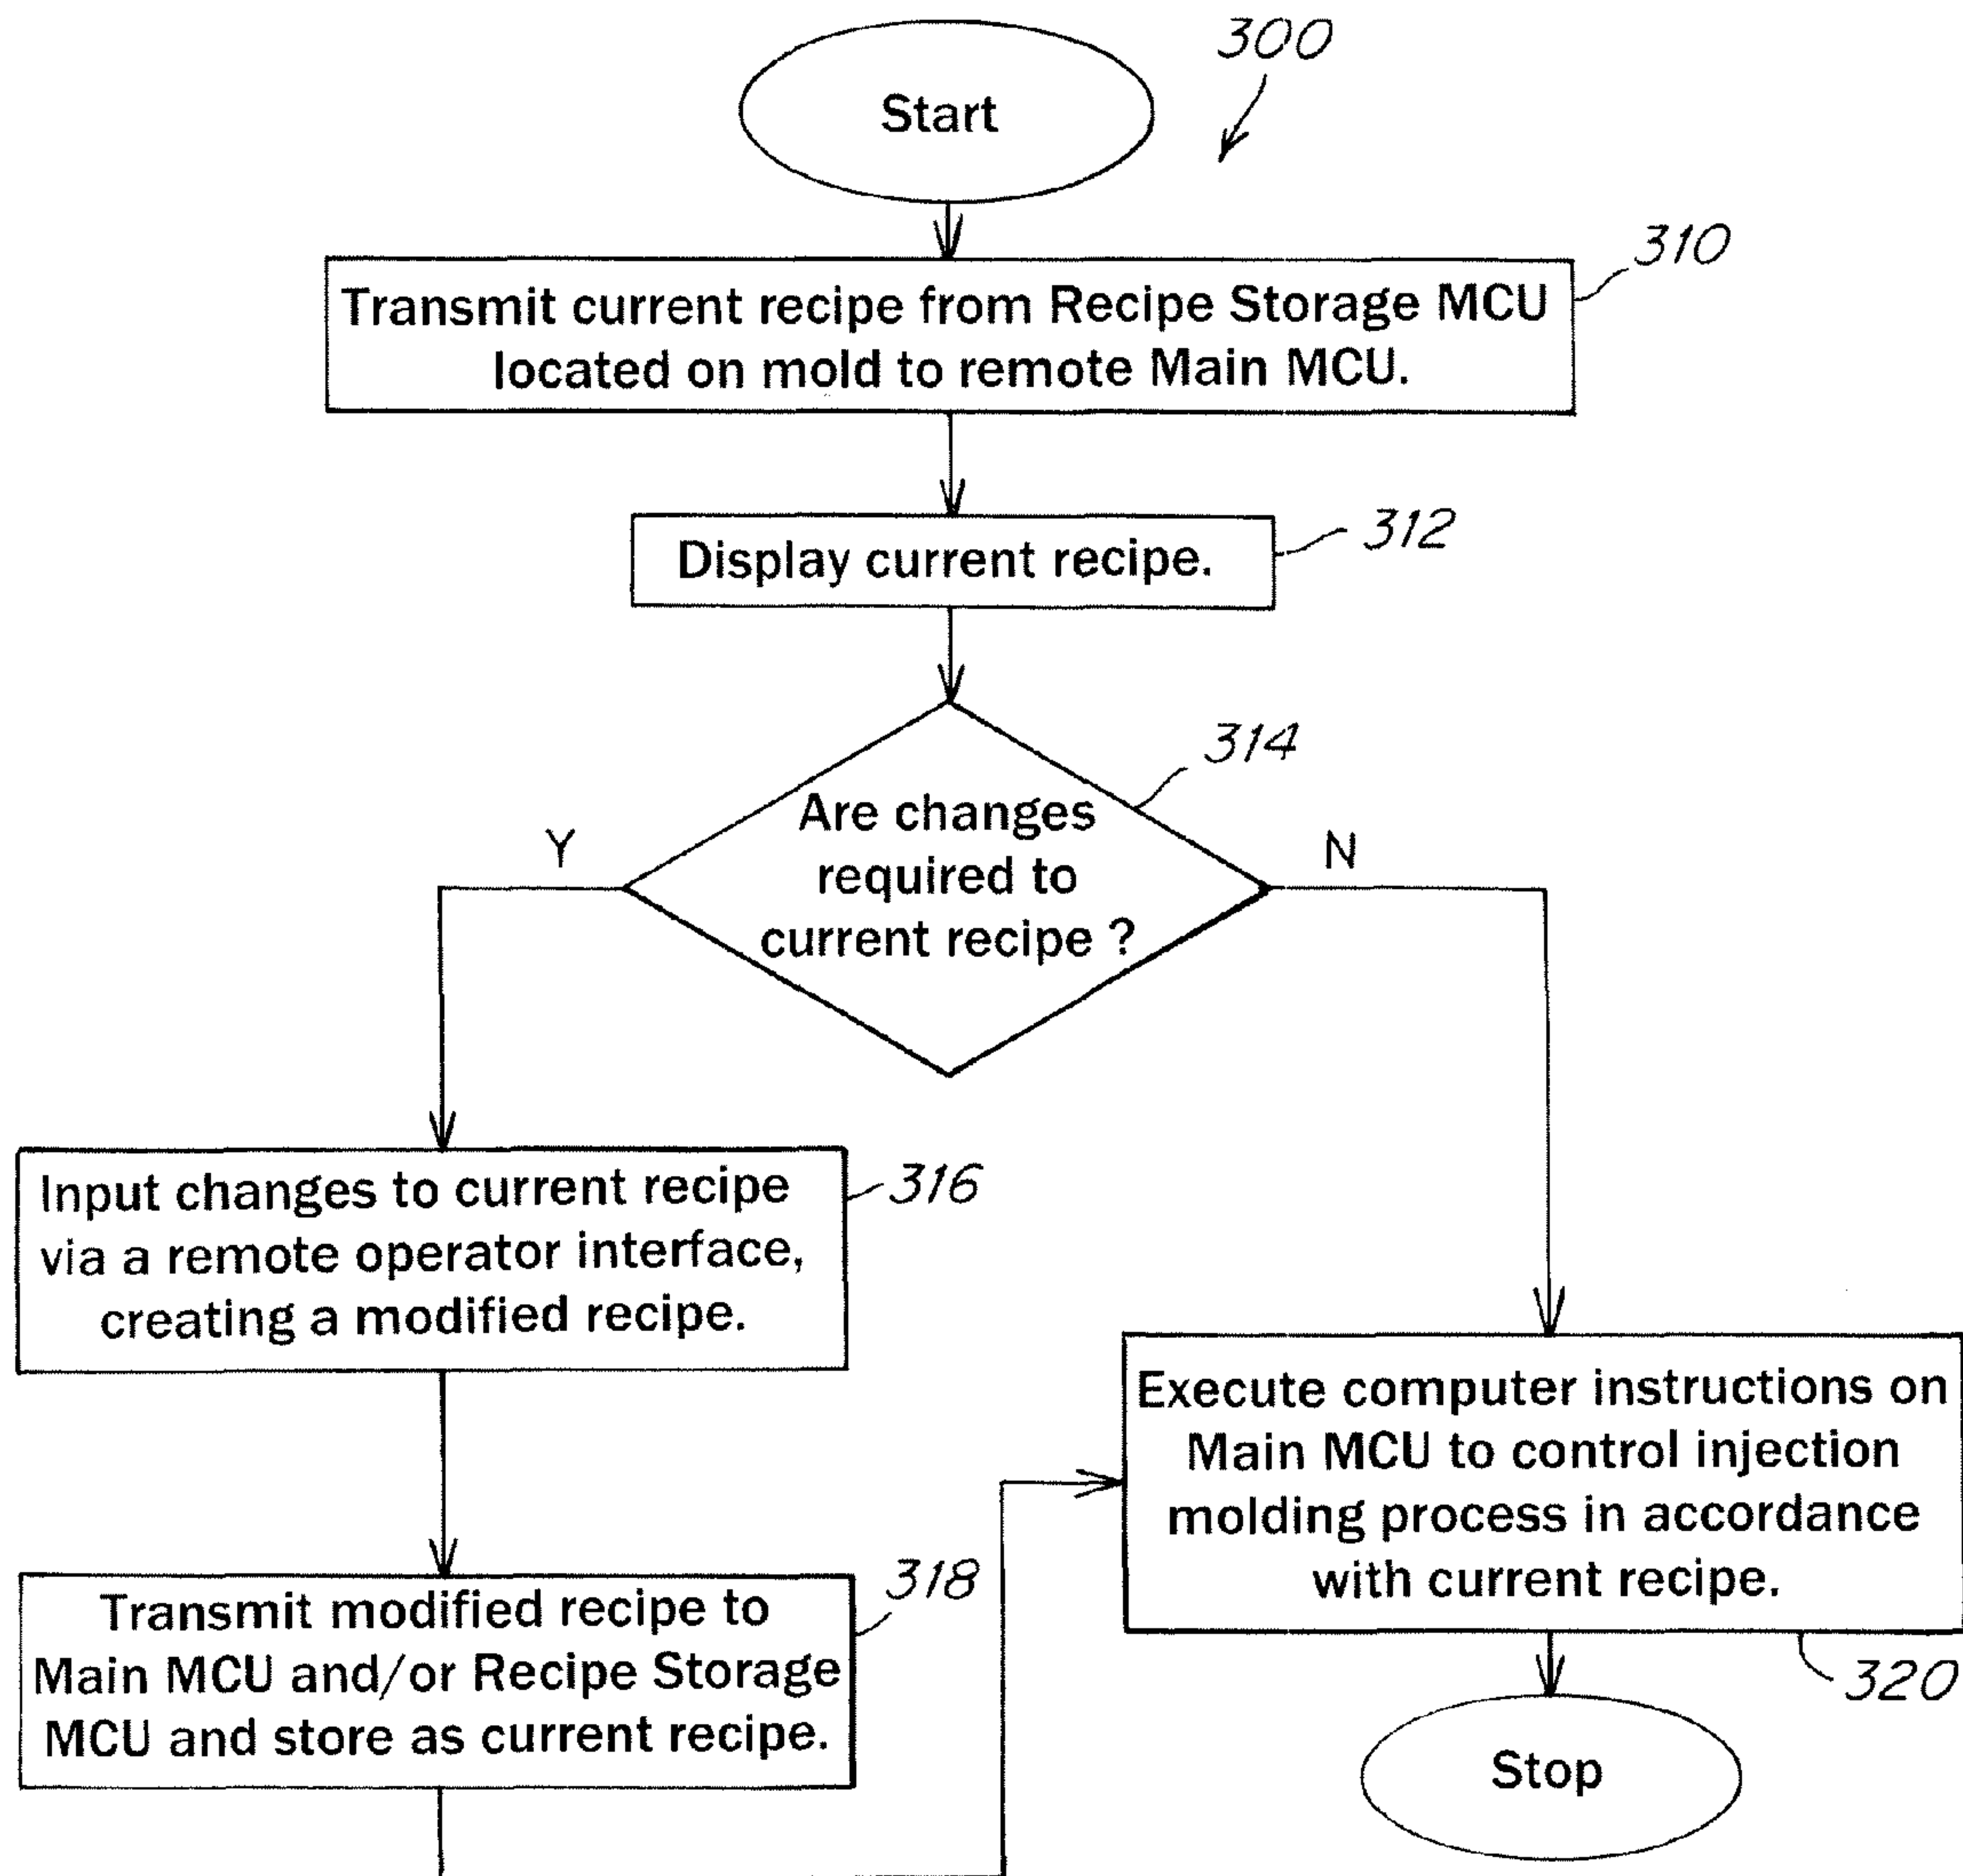 300
Start
310
Transmit current recipe from Recipe Storage MCU
located on mold to remote Main MCU.
312
Display current recipe.
314
Are changes
required to
current recipe ?
Y
N
316
Input changes to current recipe
via a remote operator interface,
creating a modified recipe.
318
Transmit modified recipe to
Main MCU and/or Recipe Storage
MCU and store as current recipe.
Execute computer instructions on
Main MCU to control injection
molding process in accordance
with current recipe.
320
Stop